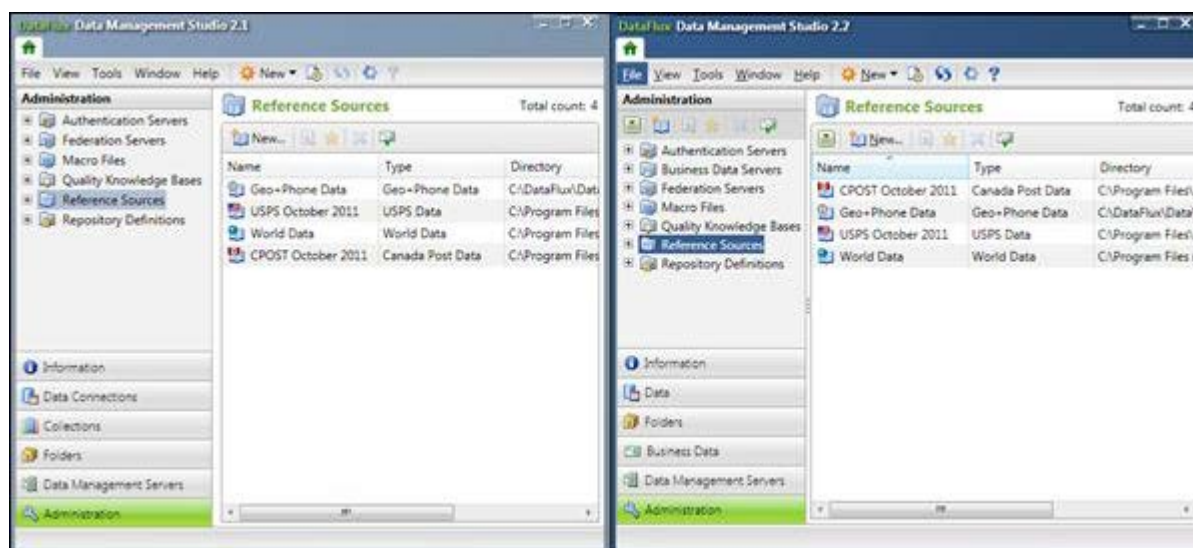 DataFlux Data Management Studio 2.1
File View Tools Window Help New
Administration
Authentication Servers
Federation Servers
Macro Files
Quality Knowledge Bases
Reference Sources
Repository Definitions
Information
Data Connections
Collections
Folders
Data Management Servers
Administration
Reference Sources Total count: 4
New...
Name Type Directory
Geo+Phone Data Geo+Phone Data C:\DataFlux\Data
USPS October 2011 USPS Data C:\Program Files
World Data World Data C:\Program Files
CPOST October 2011 Canada Post Data C:\Program Files
DataFlux Data Management Studio 2.2
File View Tools Window Help New
Administration
Authentication Servers
Business Data Servers
Federation Servers
Macro Files
Quality Knowledge Bases
Reference Sources
Repository Definitions
Information
Data
Folders
Business Data
Data Management Servers
Administration
Reference Sources Total count: 4
New...
Name Type Directory
CPOST October 2011 Canada Post Data C:\Program Files\
Geo+Phone Data Geo+Phone Data C:\DataFlux\Data
USPS October 2011 USPS Data C:\Program Files\
World Data World Data C:\Program Files